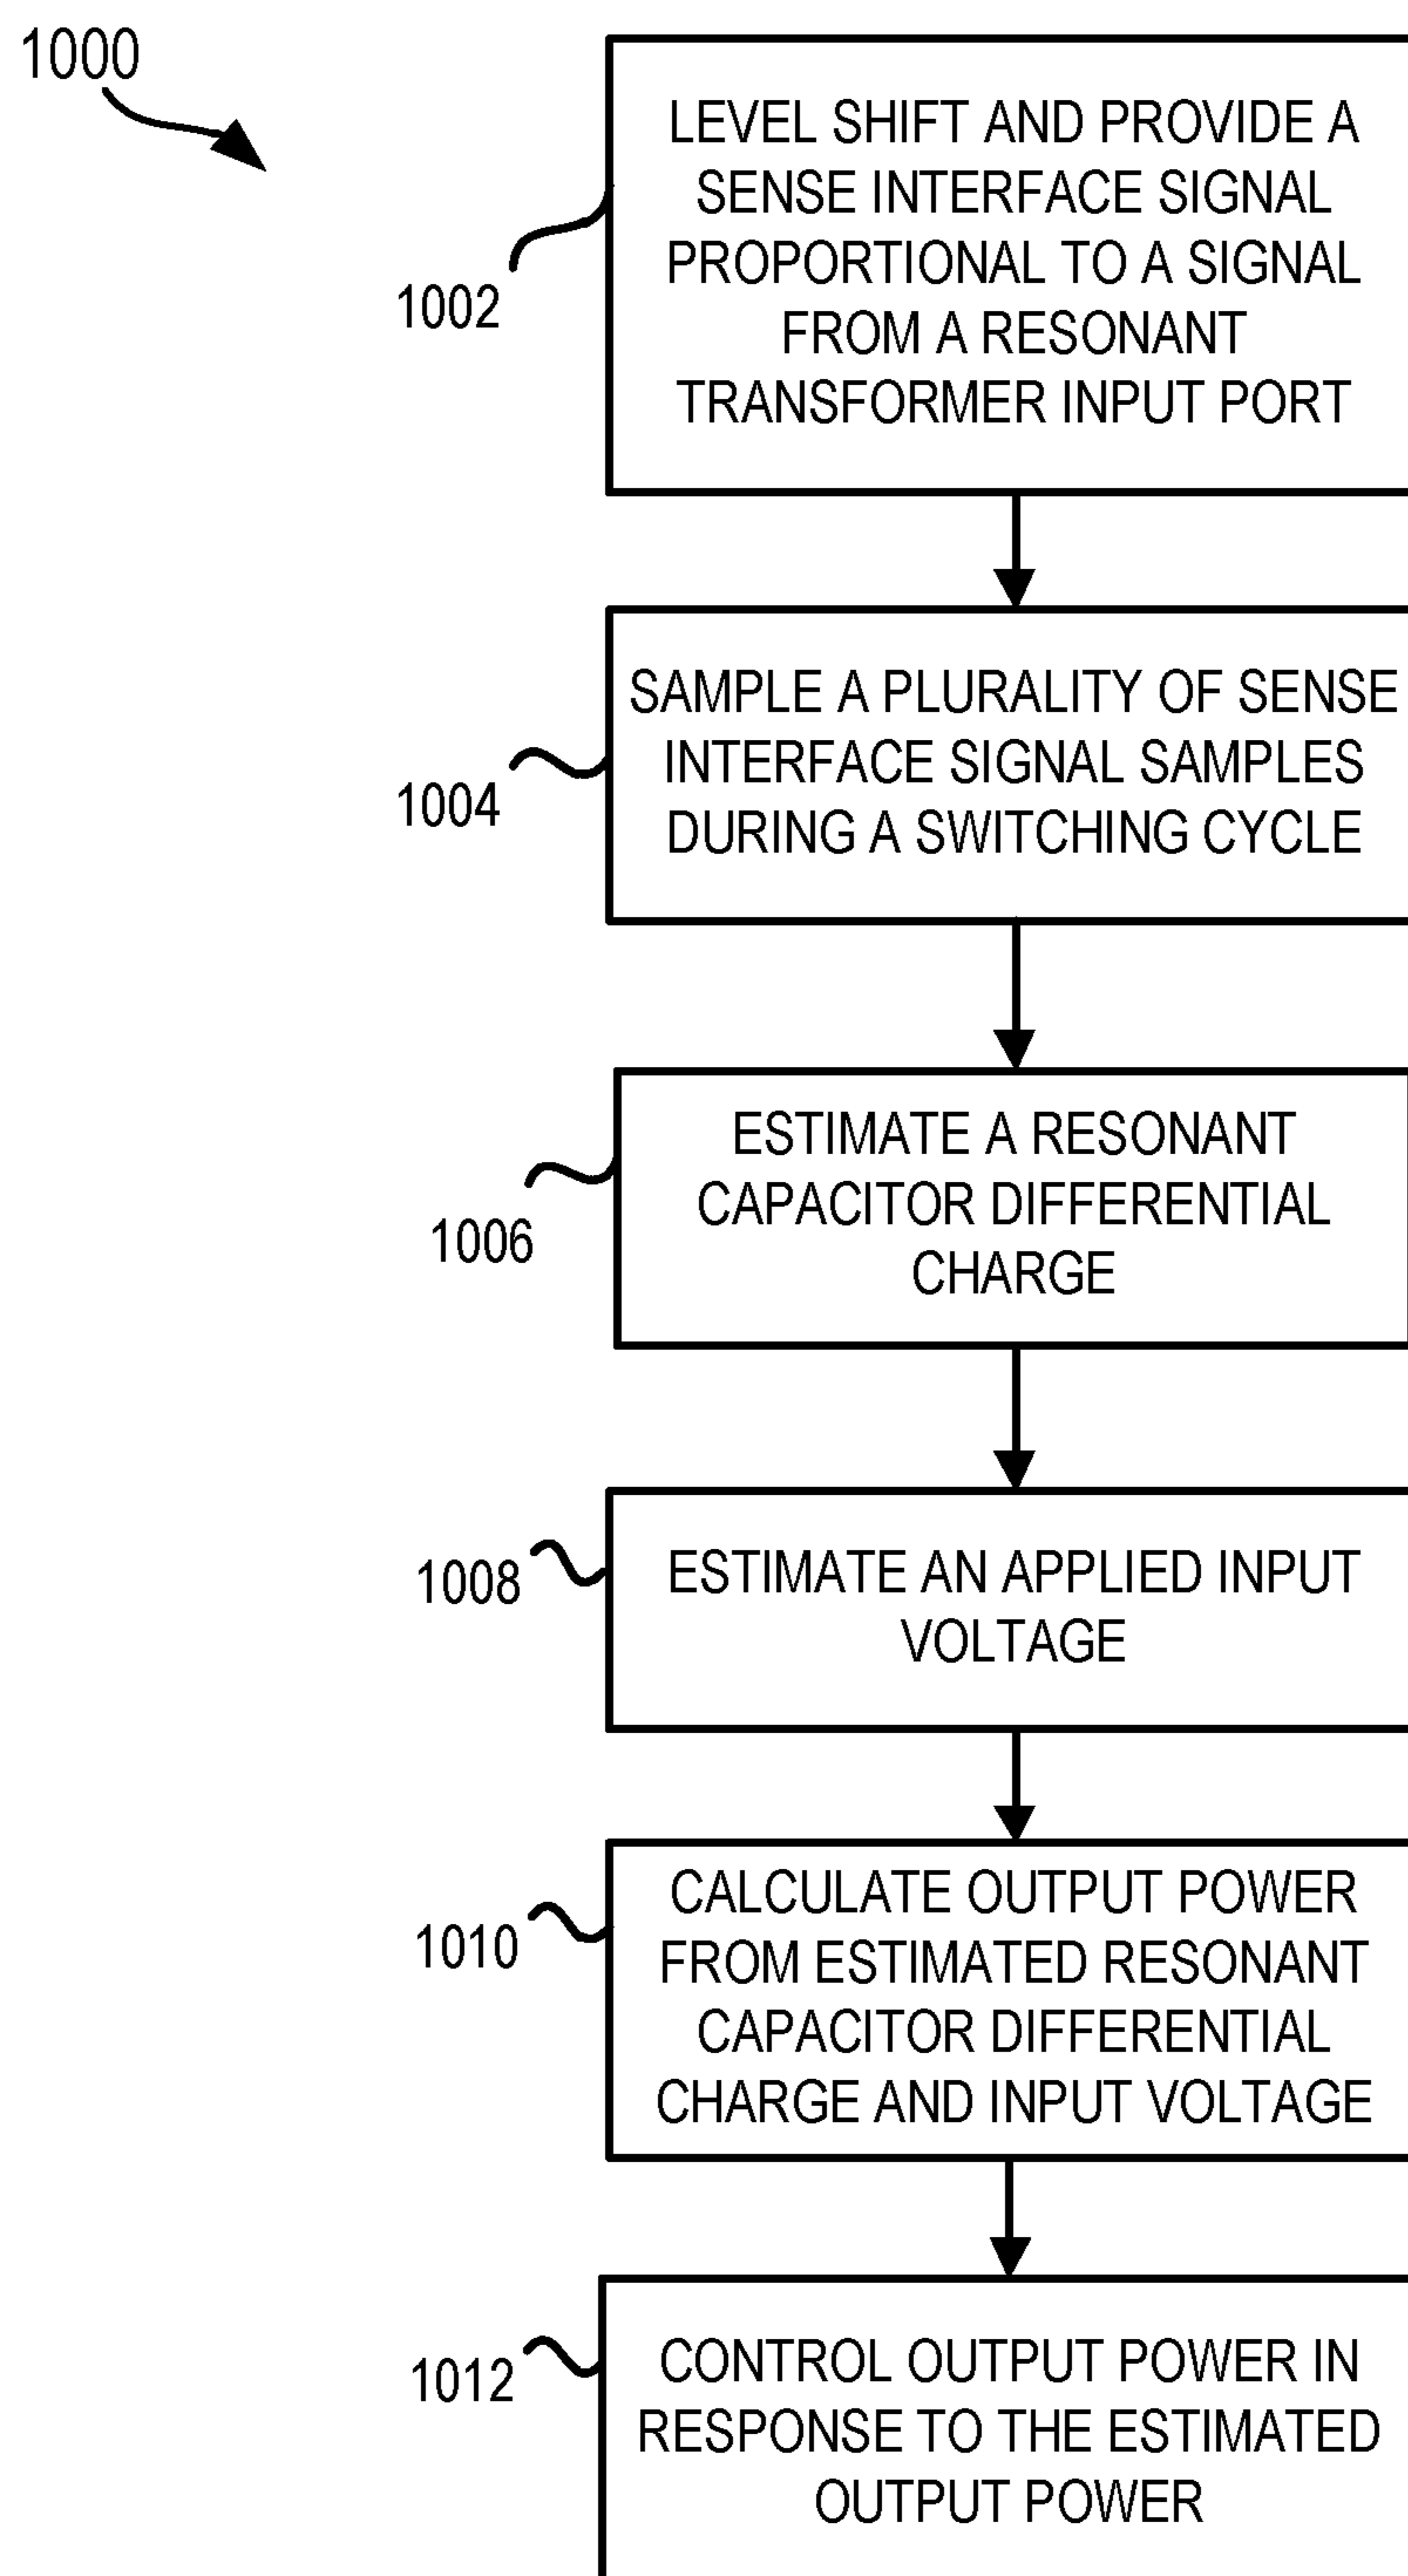 1000
LEVEL SHIFT AND PROVIDE A
SENSE INTERFACE SIGNAL
PROPORTIONAL TO A SIGNAL
FROM A RESONANT
TRANSFORMER INPUT PORT
1002
SAMPLE A PLURALITY OF SENSE
INTERFACE SIGNAL SAMPLES
DURING A SWITCHING CYCLE
1004
ESTIMATE A RESONANT
CAPACITOR DIFFERENTIAL
CHARGE
1006
ESTIMATE AN APPLIED INPUT
VOLTAGE
1008
CALCULATE OUTPUT POWER
FROM ESTIMATED RESONANT
CAPACITOR DIFFERENTIAL
CHARGE AND INPUT VOLTAGE
1010
CONTROL OUTPUT POWER IN
RESPONSE TO THE ESTIMATED
OUTPUT POWER
1012